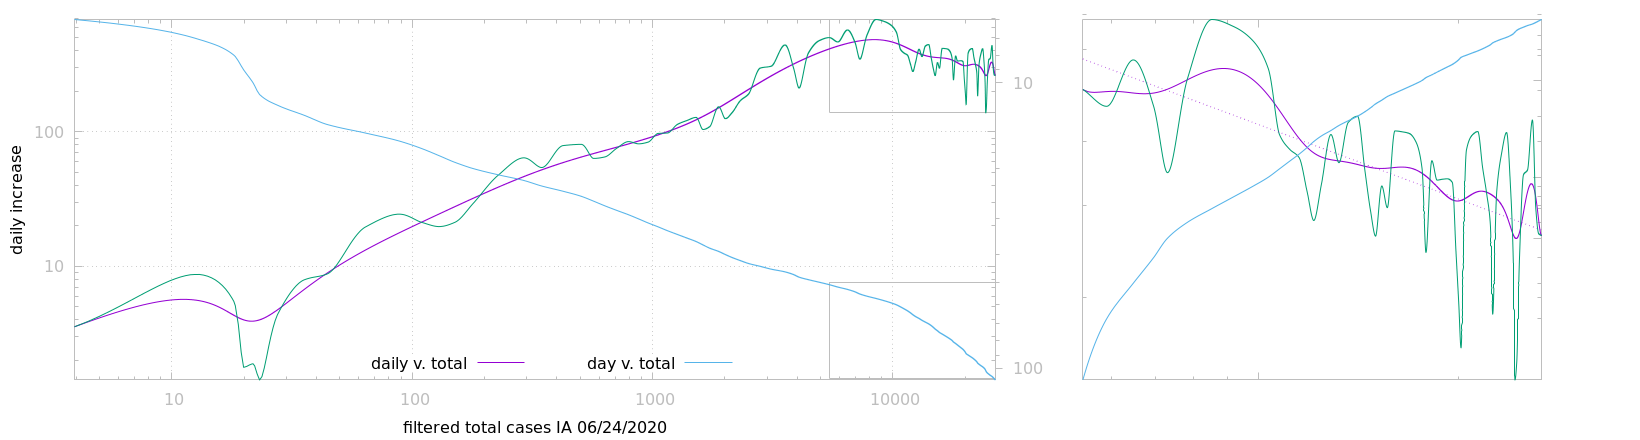 100
10
daily increase
10
100
daily v. total
day v. total
10
100
1000
10000
filtered total cases IA 06/24/2020